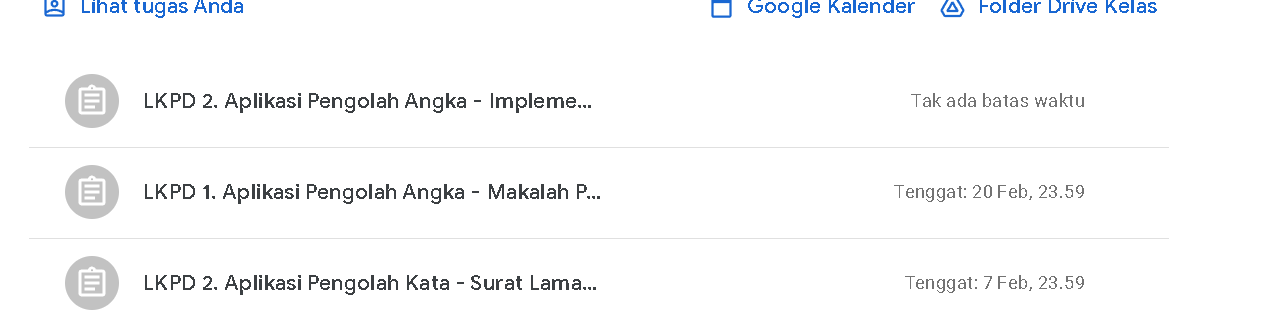 Lihat tugas Anda Google Kalender Folder Drive Kelas
LKPD 2. Aplikasi Pengolah Angka - Impleme... Tak ada batas waktu
LKPD 1. Aplikasi Pengolah Angka - Makalah P... Tenggat: 20 Feb, 23.59
LKPD 2. Aplikasi Pengolah Kata - Surat Lama... Tenggat: 7 Feb, 23.59